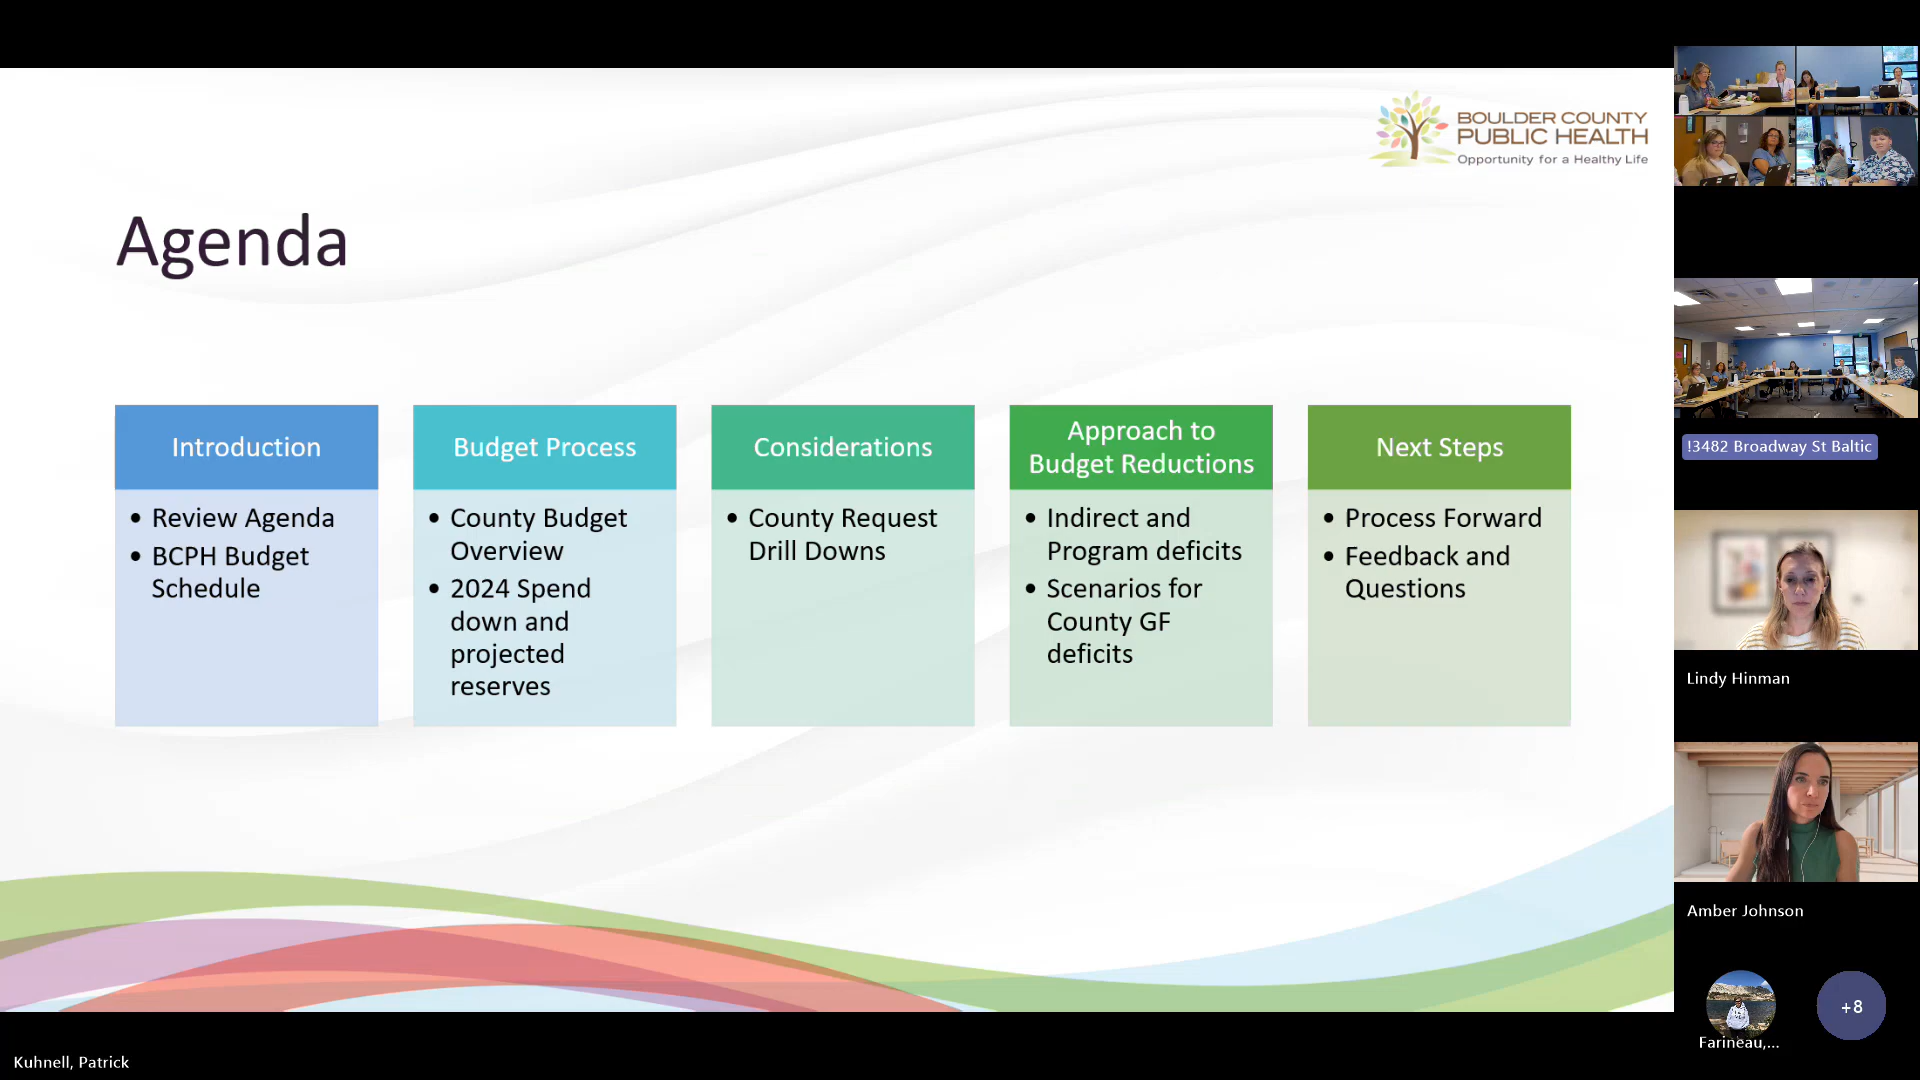 BOULDER COUNTY
PUBLIC HEALTH
Opportunity for a Healthy Life
Agenda
Introduction
• Review Agenda
• BCPH Budget
Schedule
Budget Process
• County Budget
Overview
• 2024 Spend
down and
projected
reserves
Considerations
• County Request
Drill Downs
Approach to
Budget Reductions
• Indirect and
Program deficits
• Scenarios for
County GF
deficits
Next Steps
• Process Forward
• Feedback and
Questions
!3482 Broadway St Baltic
Lindy Hinman
Amber Johnson
Farineau,...
+8
Kuhnell, Patrick